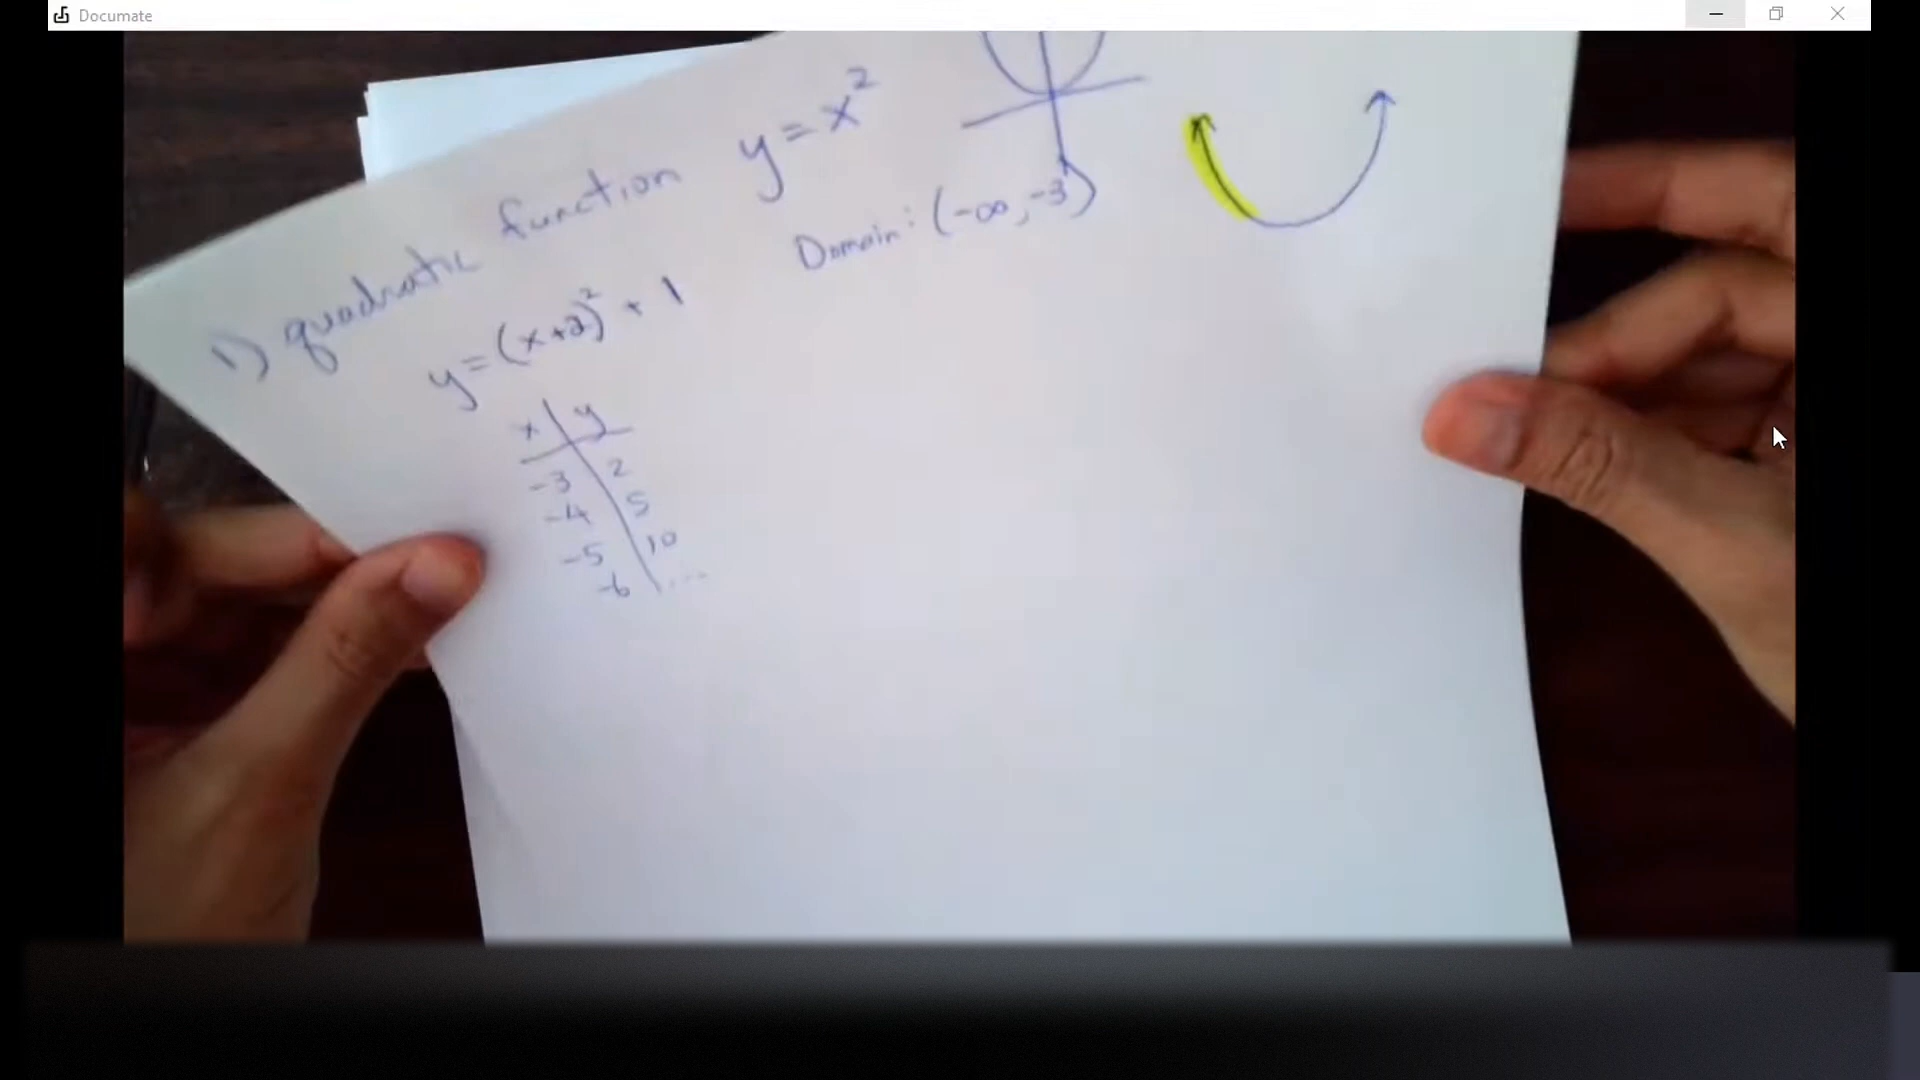 Documate
1) quadratic function y = x²
Domain: (-∞, -3)
y = (x+2)² + 1
x y
-3 2
-4 5
-5 10
-6 ...